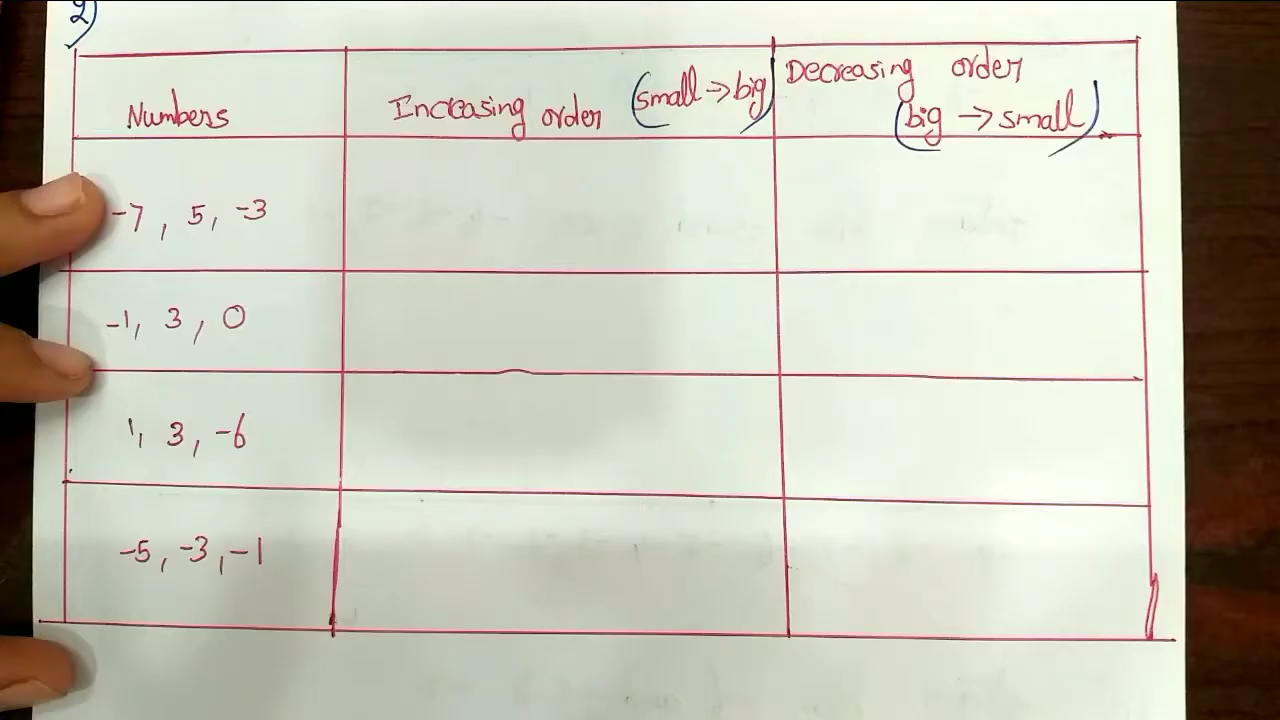 2)
Numbers
Increasing order (small → big)
Decreasing order
(big → small)
-7, 5, -3
-1, 3, 0
1, 3, -6
-5, -3, -1